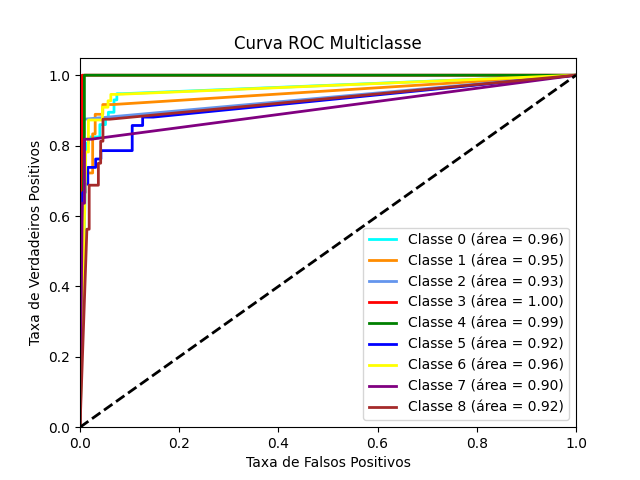 Curva ROC Multiclasse
Taxa de Verdadeiros Positivos
1.0
0.8
0.6
0.4
0.2
0.0
Classe 0 (área = 0.96)
Classe 1 (área = 0.95)
Classe 2 (área = 0.93)
Classe 3 (área = 1.00)
Classe 4 (área = 0.99)
Classe 5 (área = 0.92)
Classe 6 (área = 0.96)
Classe 7 (área = 0.90)
Classe 8 (área = 0.92)
0.0 0.2 0.4 0.6 0.8 1.0
Taxa de Falsos Positivos